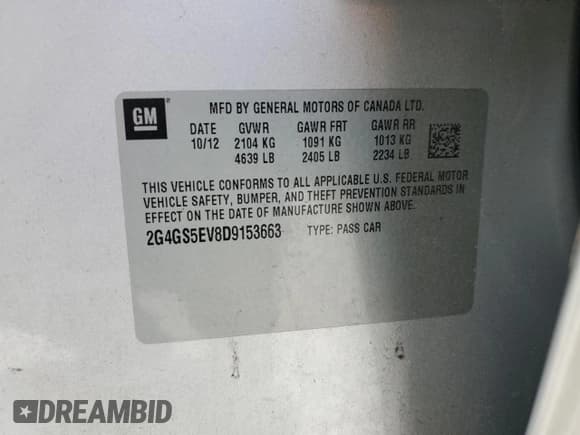 GM ®
MFD BY GENERAL MOTORS OF CANADA LTD.
DATE GVWR GAWR FRT GAWR RR
10/12 2104 KG 1091 KG 1013 KG
4639 LB 2405 LB 2234 LB
THIS VEHICLE CONFORMS TO ALL APPLICABLE U.S. FEDERAL MOTOR
VEHICLE SAFETY, BUMPER, AND THEFT PREVENTION STANDARDS IN
EFFECT ON THE DATE OF MANUFACTURE SHOWN ABOVE.
2G4GS5EV8D9153663 TYPE: PASS CAR
DREAMBID